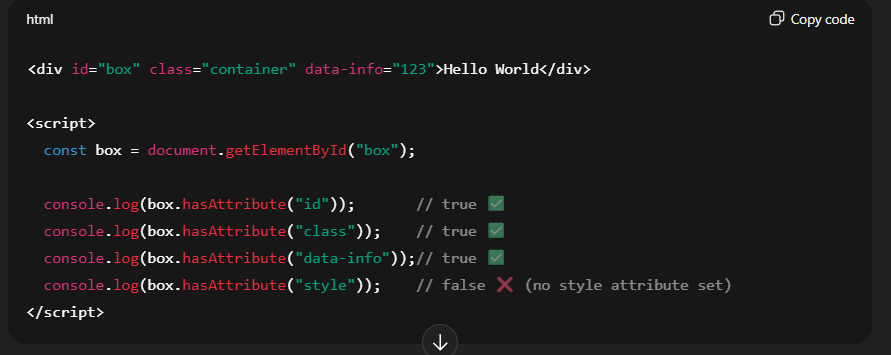 html
Copy code
<div id="box" class="container" data-info="123">Hello World</div>
<script>
const box = document.getElementById("box");
console.log(box.hasAttribute("id"));       // true ✅
console.log(box.hasAttribute("class"));    // true ✅
console.log(box.hasAttribute("data-info"));// true ✅
console.log(box.hasAttribute("style"));    // false ❌ (no style attribute set)
</script>